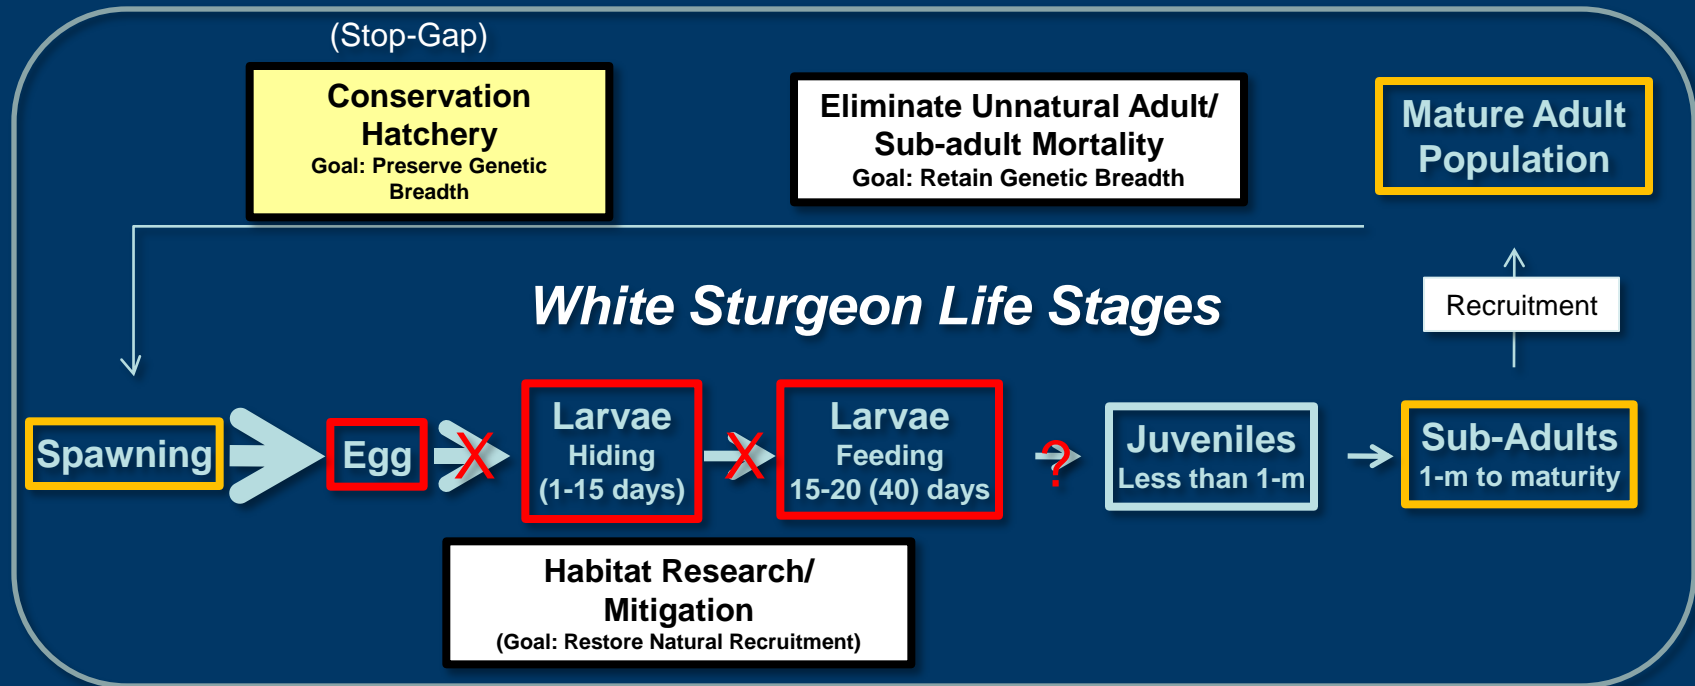 (Stop-Gap)
Conservation
Hatchery
Goal: Preserve Genetic
Breadth
Eliminate Unnatural Adult/
Sub-adult Mortality
Goal: Retain Genetic Breadth
Mature Adult
Population
White Sturgeon Life Stages
Recruitment
Spawning
Egg
X
Larvae
Hiding
(1-15 days)
X
Larvae
Feeding
15-20 (40) days
?
Juveniles
Less than 1-m
Sub-Adults
1-m to maturity
Habitat Research/
Mitigation
(Goal: Restore Natural Recruitment)